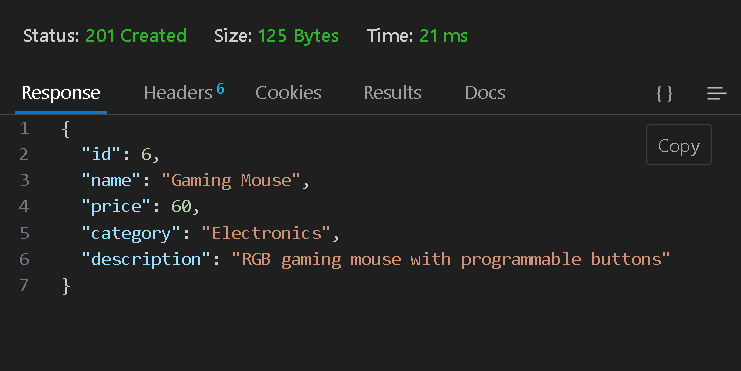 Status: 201 Created Size: 125 Bytes Time: 21 ms
Response Headers 6 Cookies Results Docs { }
Copy
1 {
2 "id": 6,
3 "name": "Gaming Mouse",
4 "price": 60,
5 "category": "Electronics",
6 "description": "RGB gaming mouse with programmable buttons"
7 }